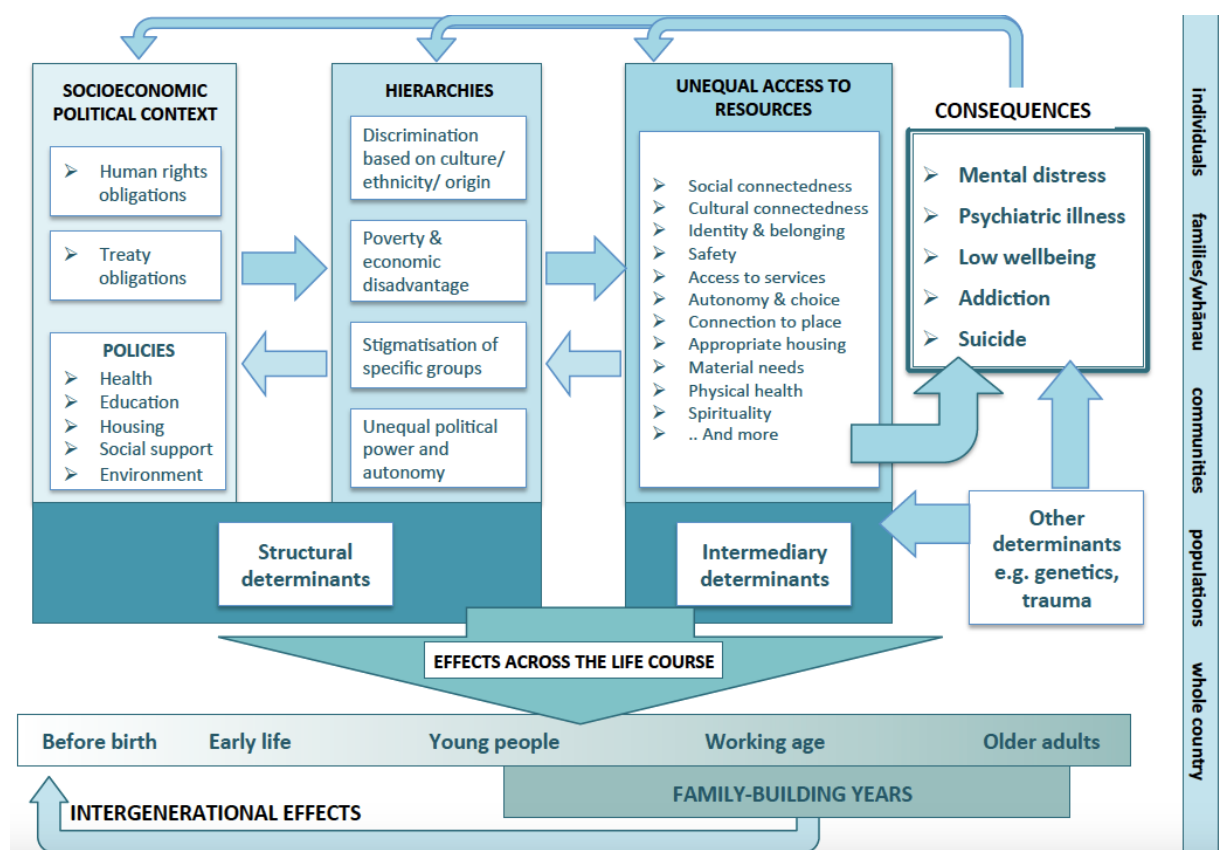 SOCIOECONOMIC
POLITICAL CONTEXT
➢ Human rights
obligations
➢ Treaty
obligations
POLICIES
➢ Health
➢ Education
➢ Housing
➢ Social support
➢ Environment
HIERARCHIES
Discrimination
based on culture/
ethnicity/ origin
Poverty &
economic
disadvantage
Stigmatisation of
specific groups
Unequal political
power and
autonomy
UNEQUAL ACCESS TO
RESOURCES
➢ Social connectedness
➢ Cultural connectedness
➢ Identity & belonging
➢ Safety
➢ Access to services
➢ Autonomy & choice
➢ Connection to place
➢ Appropriate housing
➢ Material needs
➢ Physical health
➢ Spirituality
➢ .. And more
CONSEQUENCES
➢ Mental distress
➢ Psychiatric illness
➢ Low wellbeing
➢ Addiction
➢ Suicide
Structural
determinants
Intermediary
determinants
Other
determinants
e.g. genetics,
trauma
EFFECTS ACROSS THE LIFE COURSE
Before birth Early life Young people Working age Older adults
FAMILY-BUILDING YEARS
INTERGENERATIONAL EFFECTS
individuals families/whānau communities populations whole country